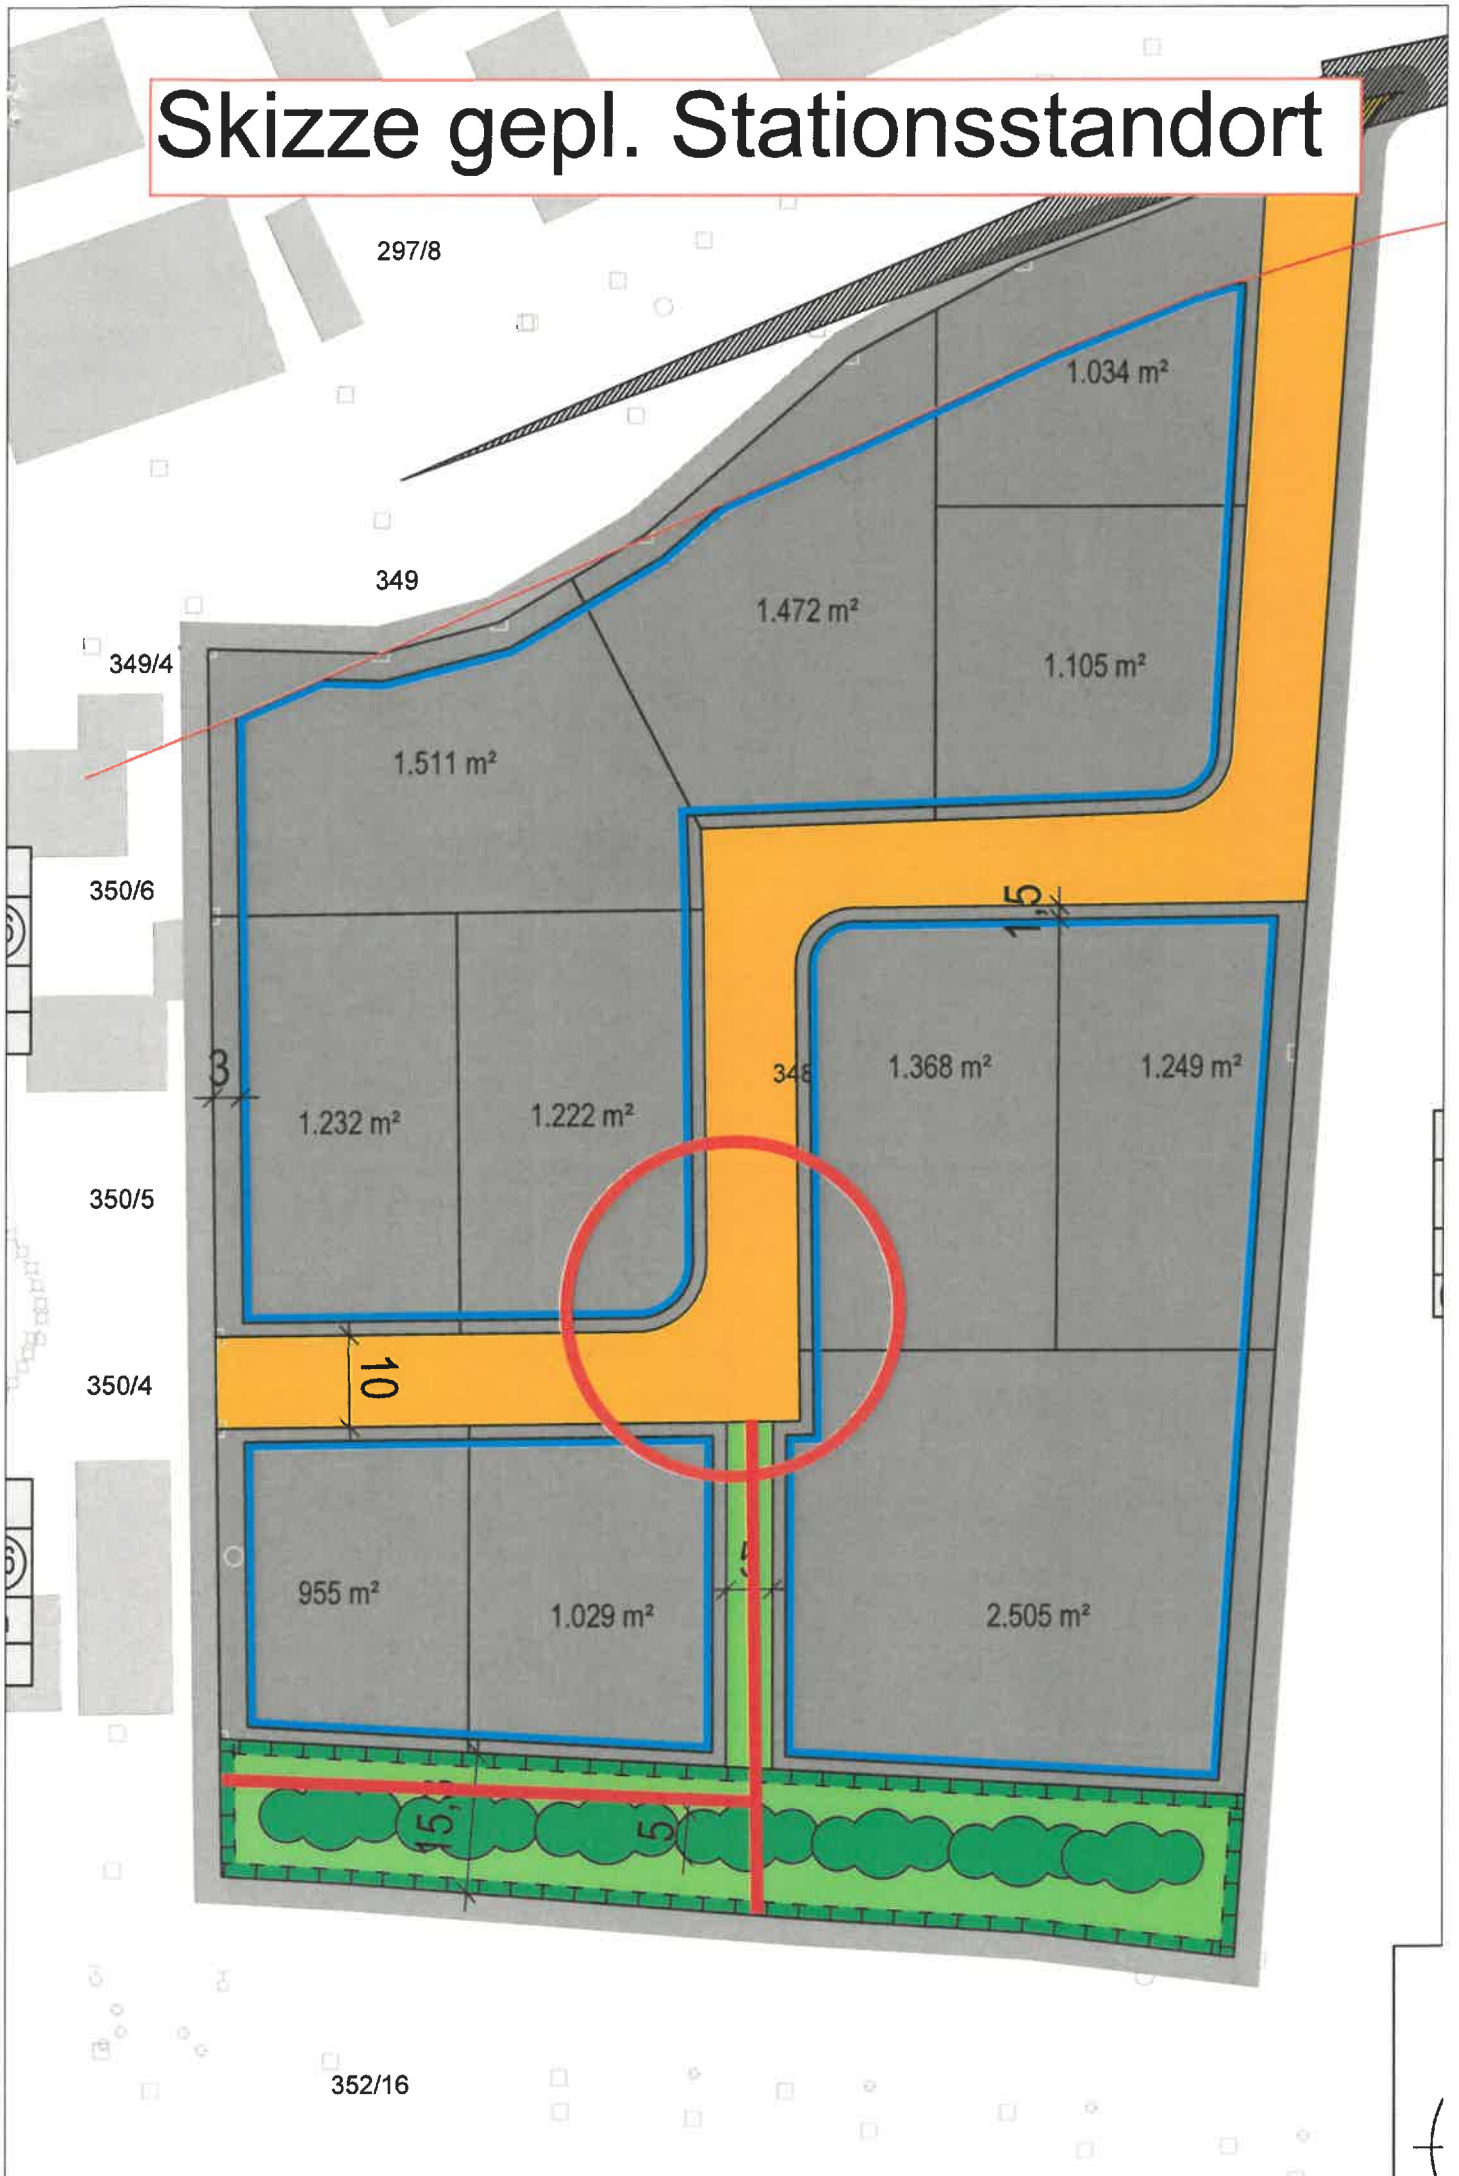 Skizze gepl. Stationsstandort
297/8
1.034 m²
349
1.472 m²
349/4
1.105 m²
1.511 m²
350/6
1,5
3
348
1.368 m²
1.249 m²
1.232 m²
1.222 m²
350/5
10
350/4
955 m²
1.029 m²
2.505 m²
5
352/16